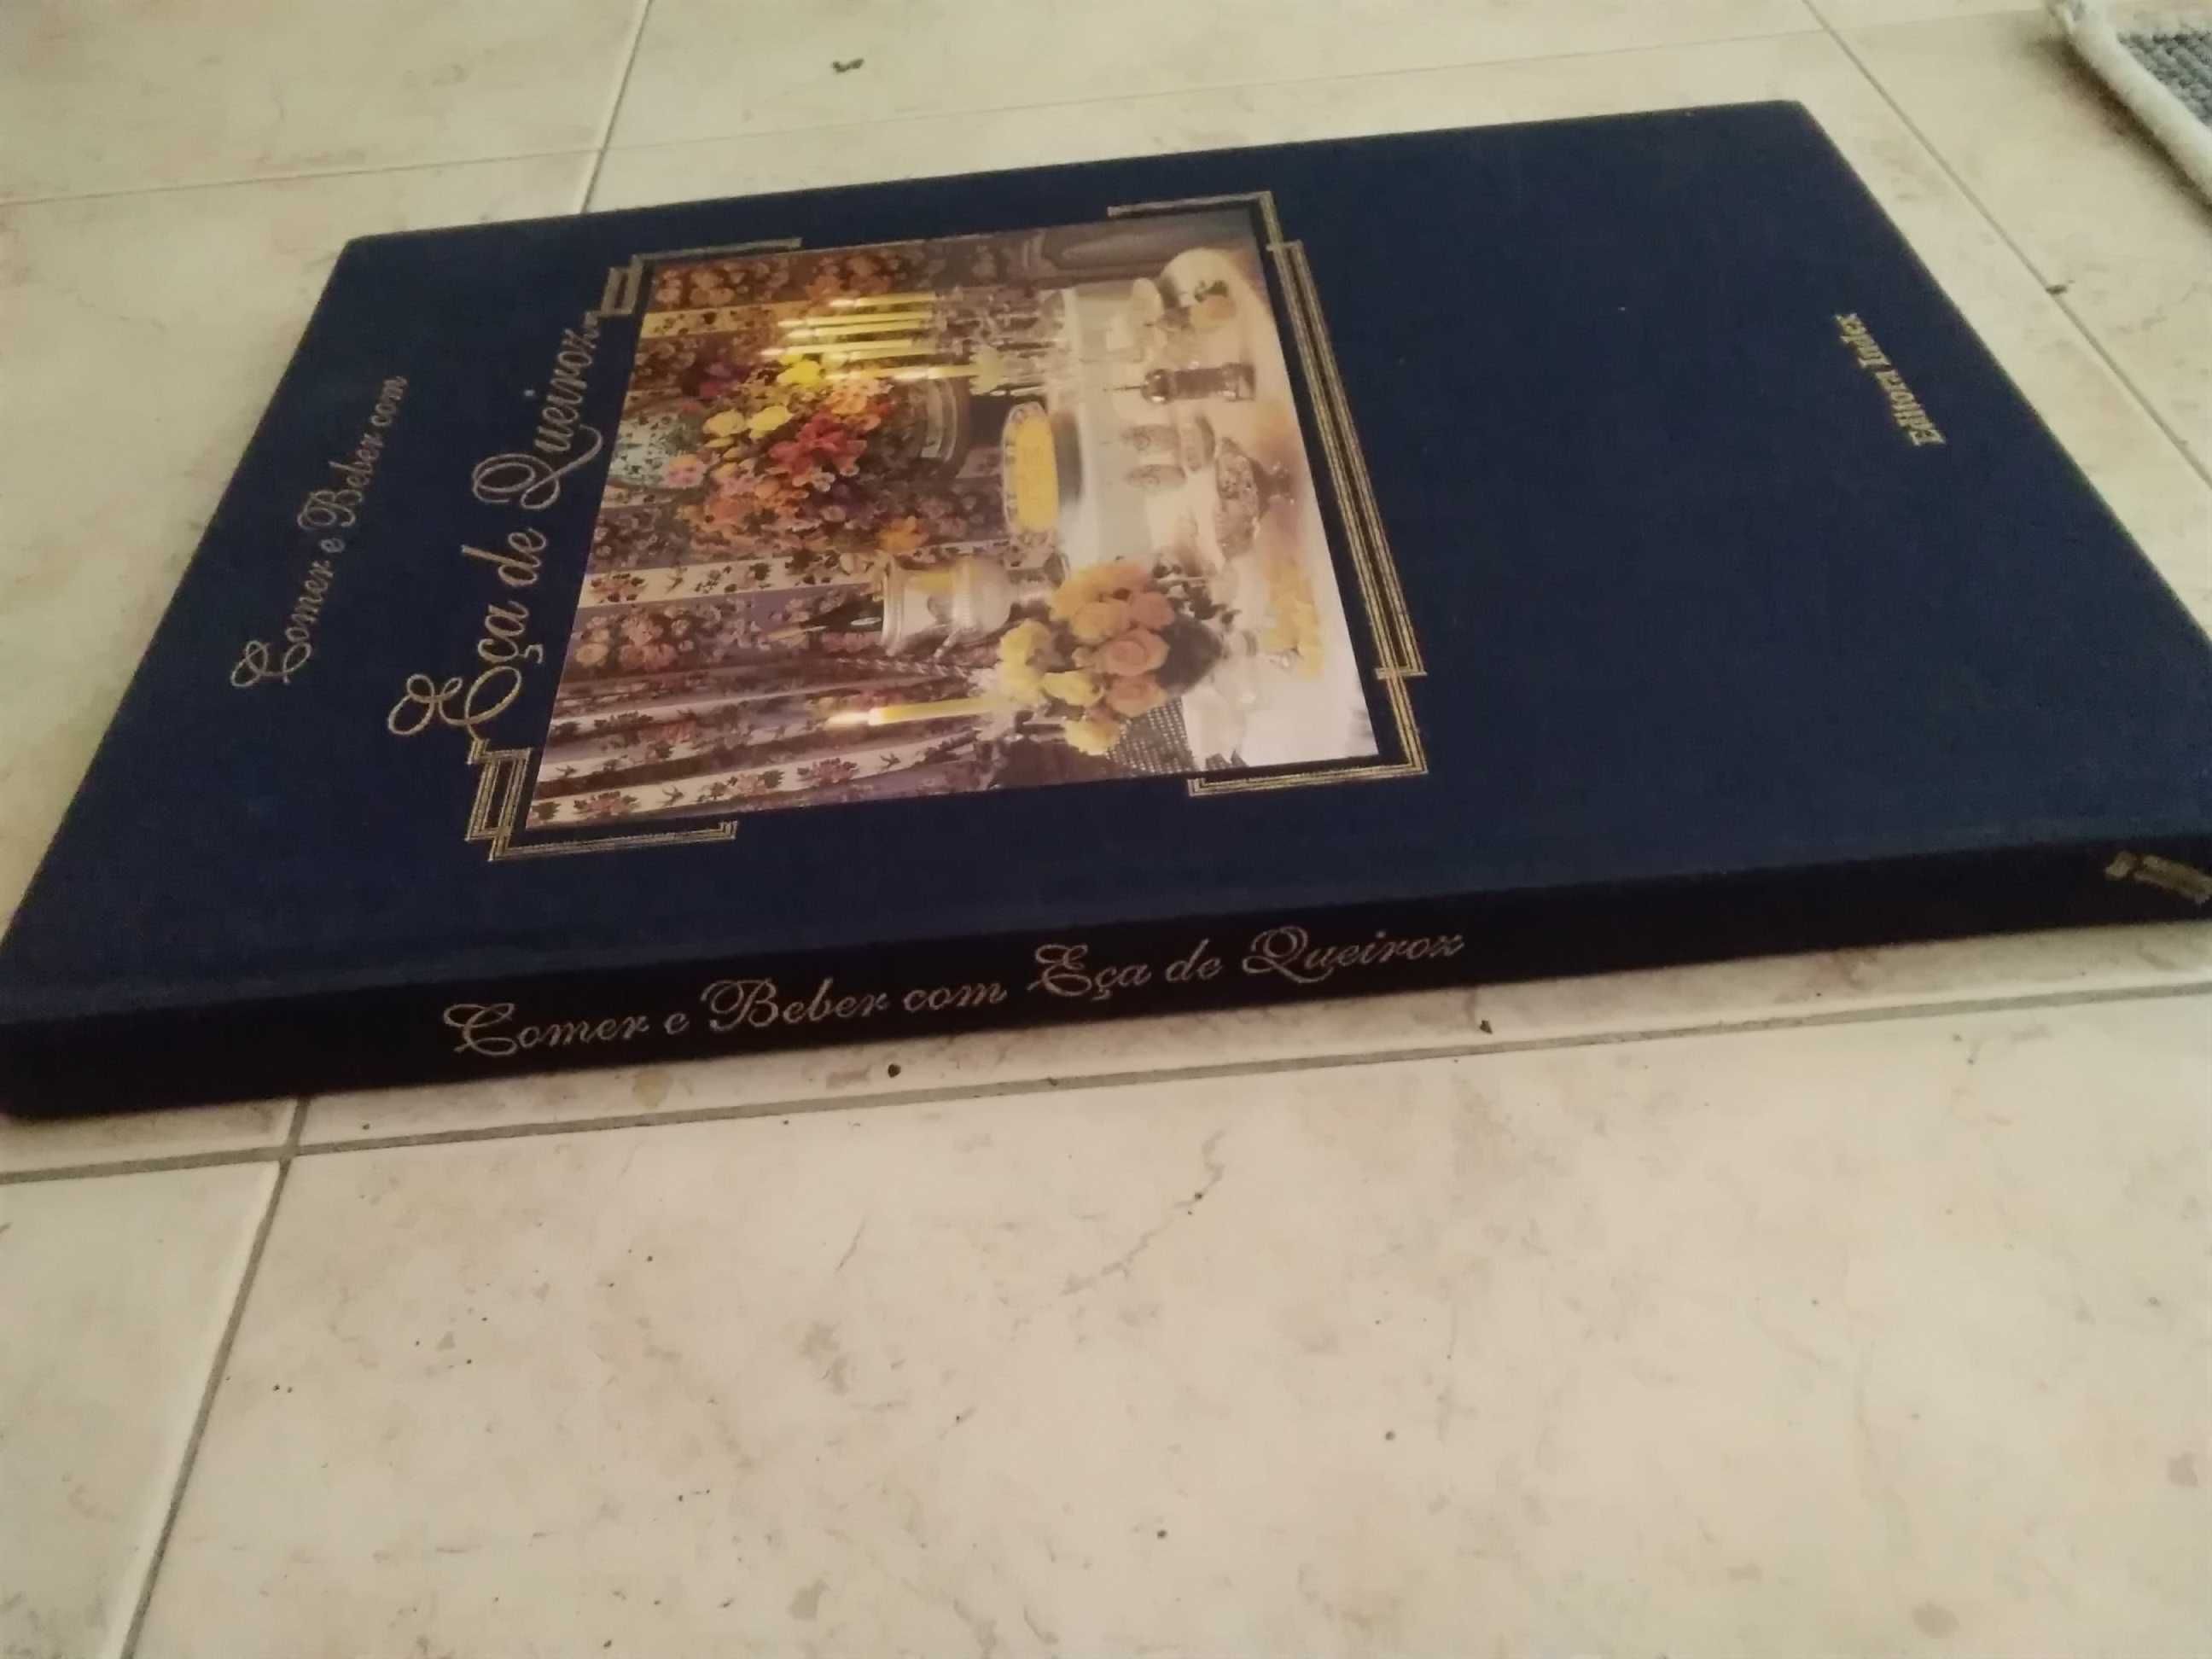 Comer e Beber com
Eça de Queiroz
Editora Index
Comer e Beber com Eça de Queiroz